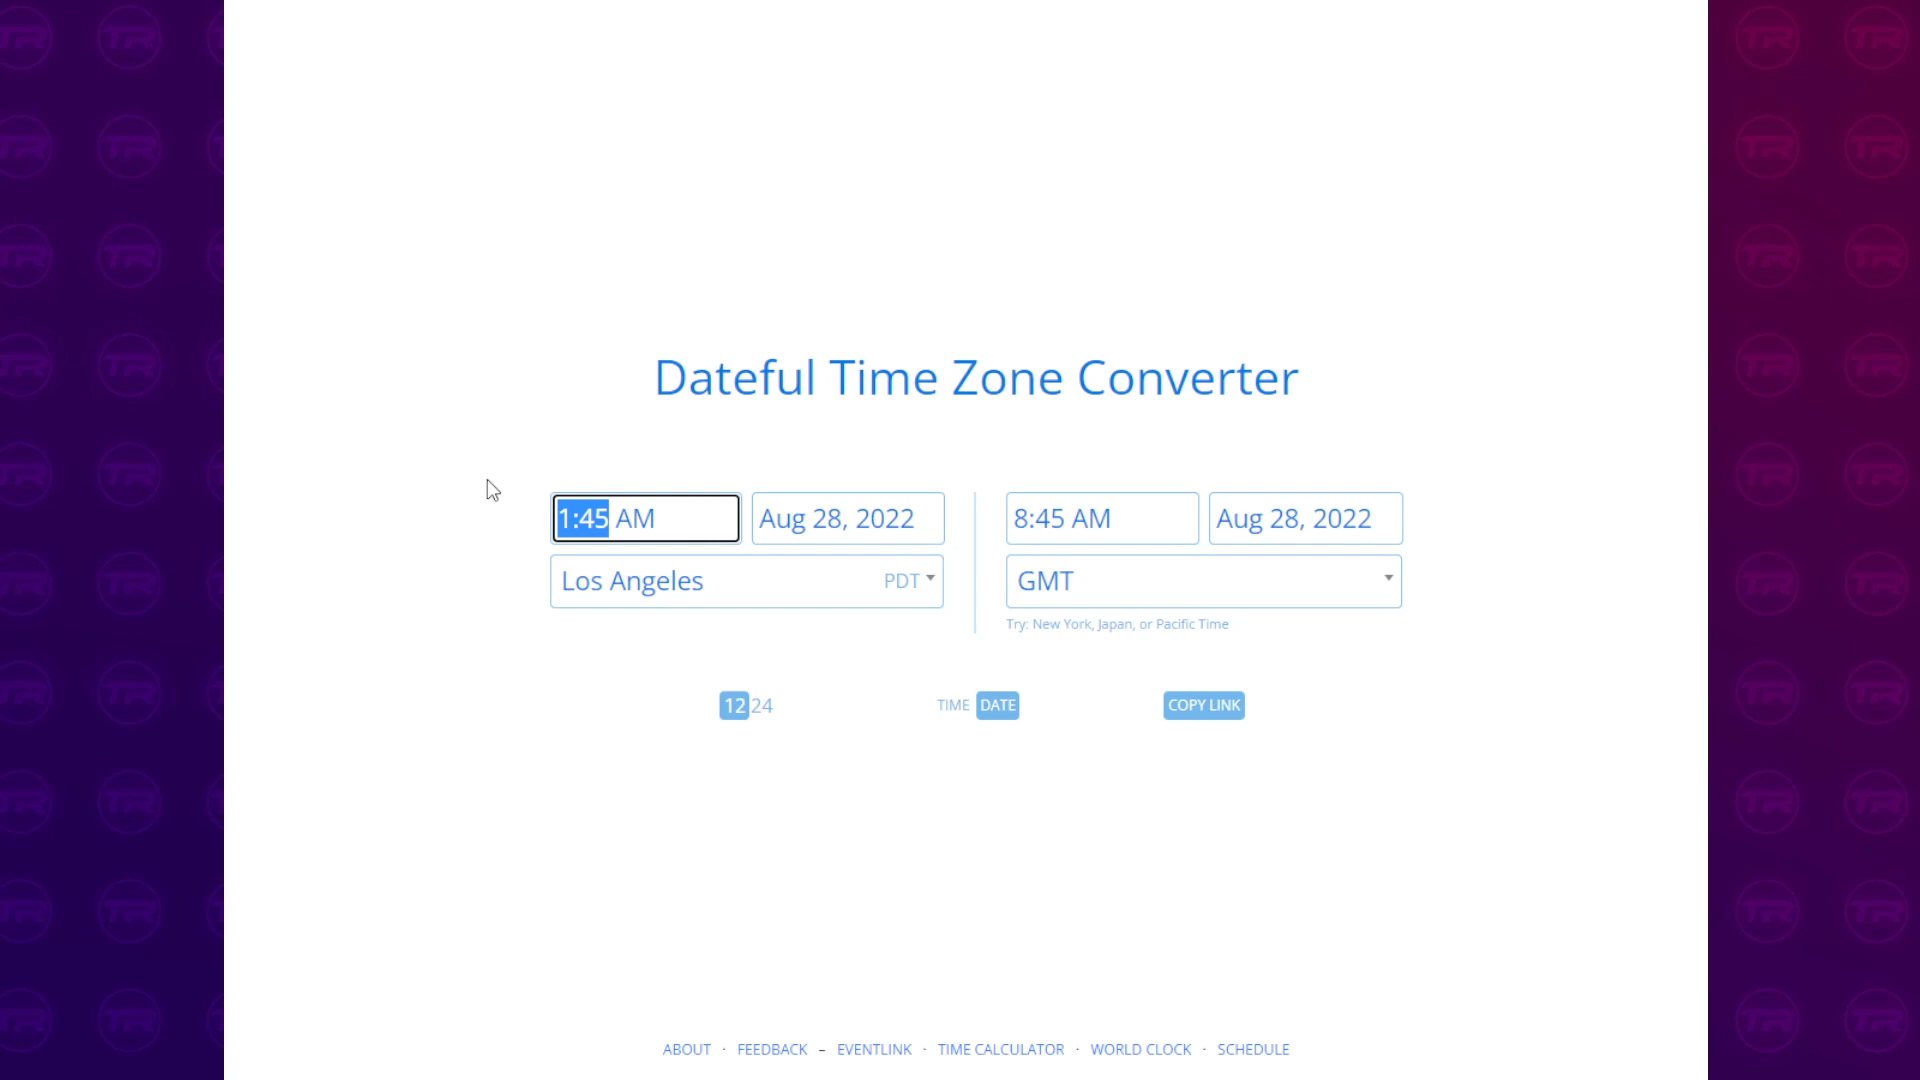 Dateful Time Zone Converter
1:45 AM Aug 28, 2022 8:45 AM Aug 28, 2022
Los Angeles PDT GMT
Try: New York, Japan, or Pacific Time
12 24 TIME DATE COPY LINK
ABOUT · FEEDBACK – EVENTLINK · TIME CALCULATOR · WORLD CLOCK · SCHEDULE